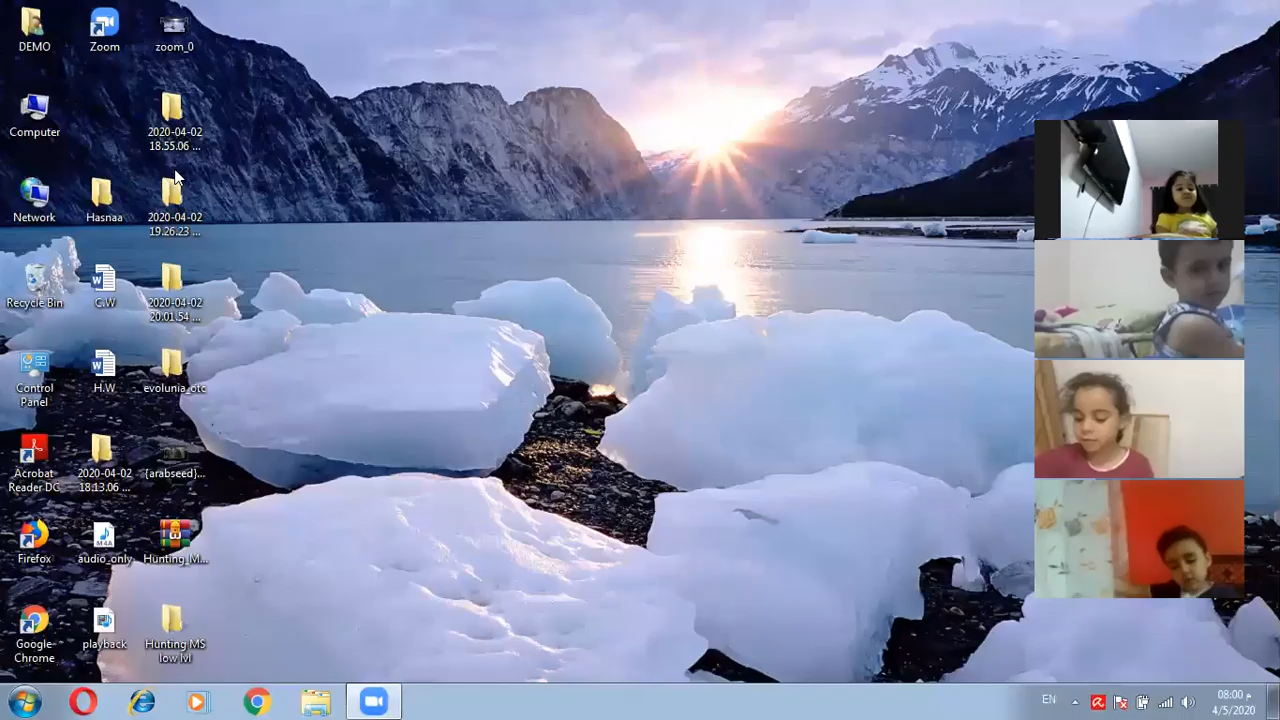 DEMO
Zoom
zoom_0
Computer
2020-04-02
18.55.06 ...
Network
Hasnaa
2020-04-02
19.26.23 ...
Recycle Bin
C.W
2020-04-02
20.01.54 ...
Control
Panel
H.W
evolunia_otc
Acrobat
Reader DC
2020-04-02
18.13.06 ...
{arabseed}...
Firefox
audio_only
M4A
Google
Chrome
playback
Hunting MS
low lvl
EN
08:00 م
4/5/2020